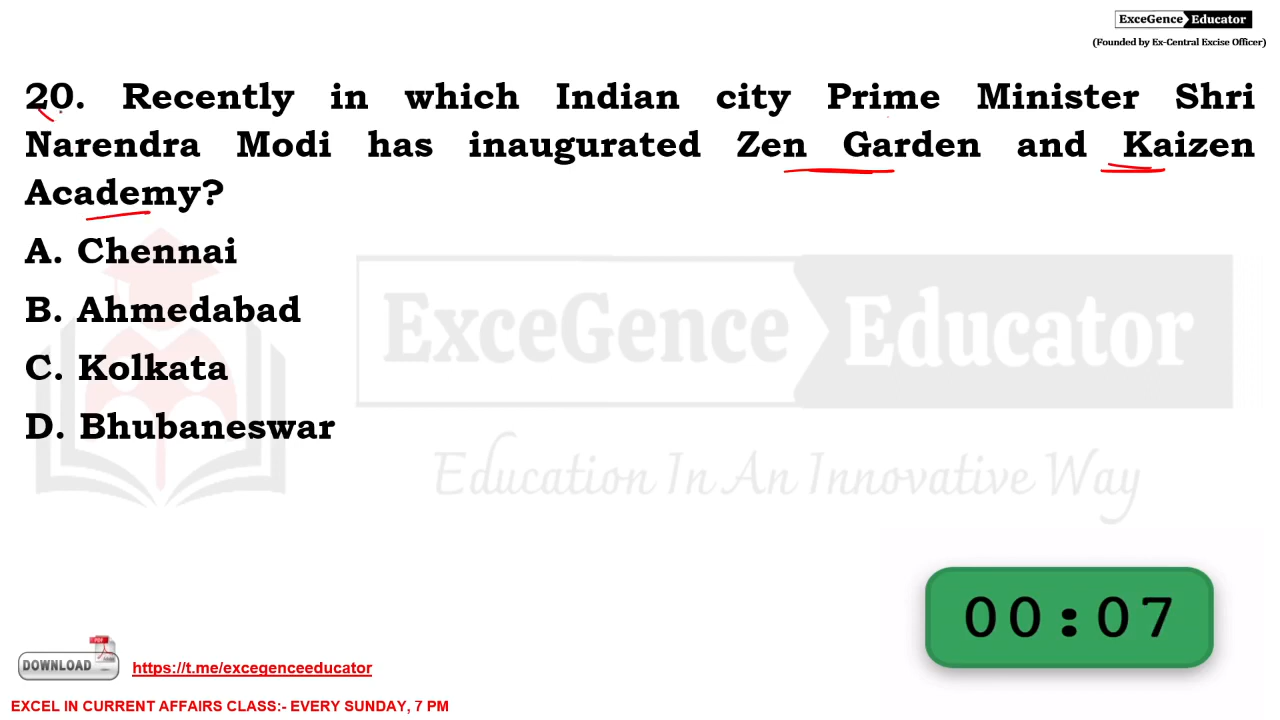 ExceGence Educator
(Founded by Ex-Central Excise Officer)
20. Recently in which Indian city Prime Minister Shri
Narendra Modi has inaugurated Zen Garden and Kaizen
Academy?
A. Chennai
B. Ahmedabad
C. Kolkata
D. Bhubaneswar
ExceGence Educator
Education In An Innovative Way
00:07
PDF
DOWNLOAD
https://t.me/excegenceeducator
EXCEL IN CURRENT AFFAIRS CLASS:- EVERY SUNDAY, 7 PM